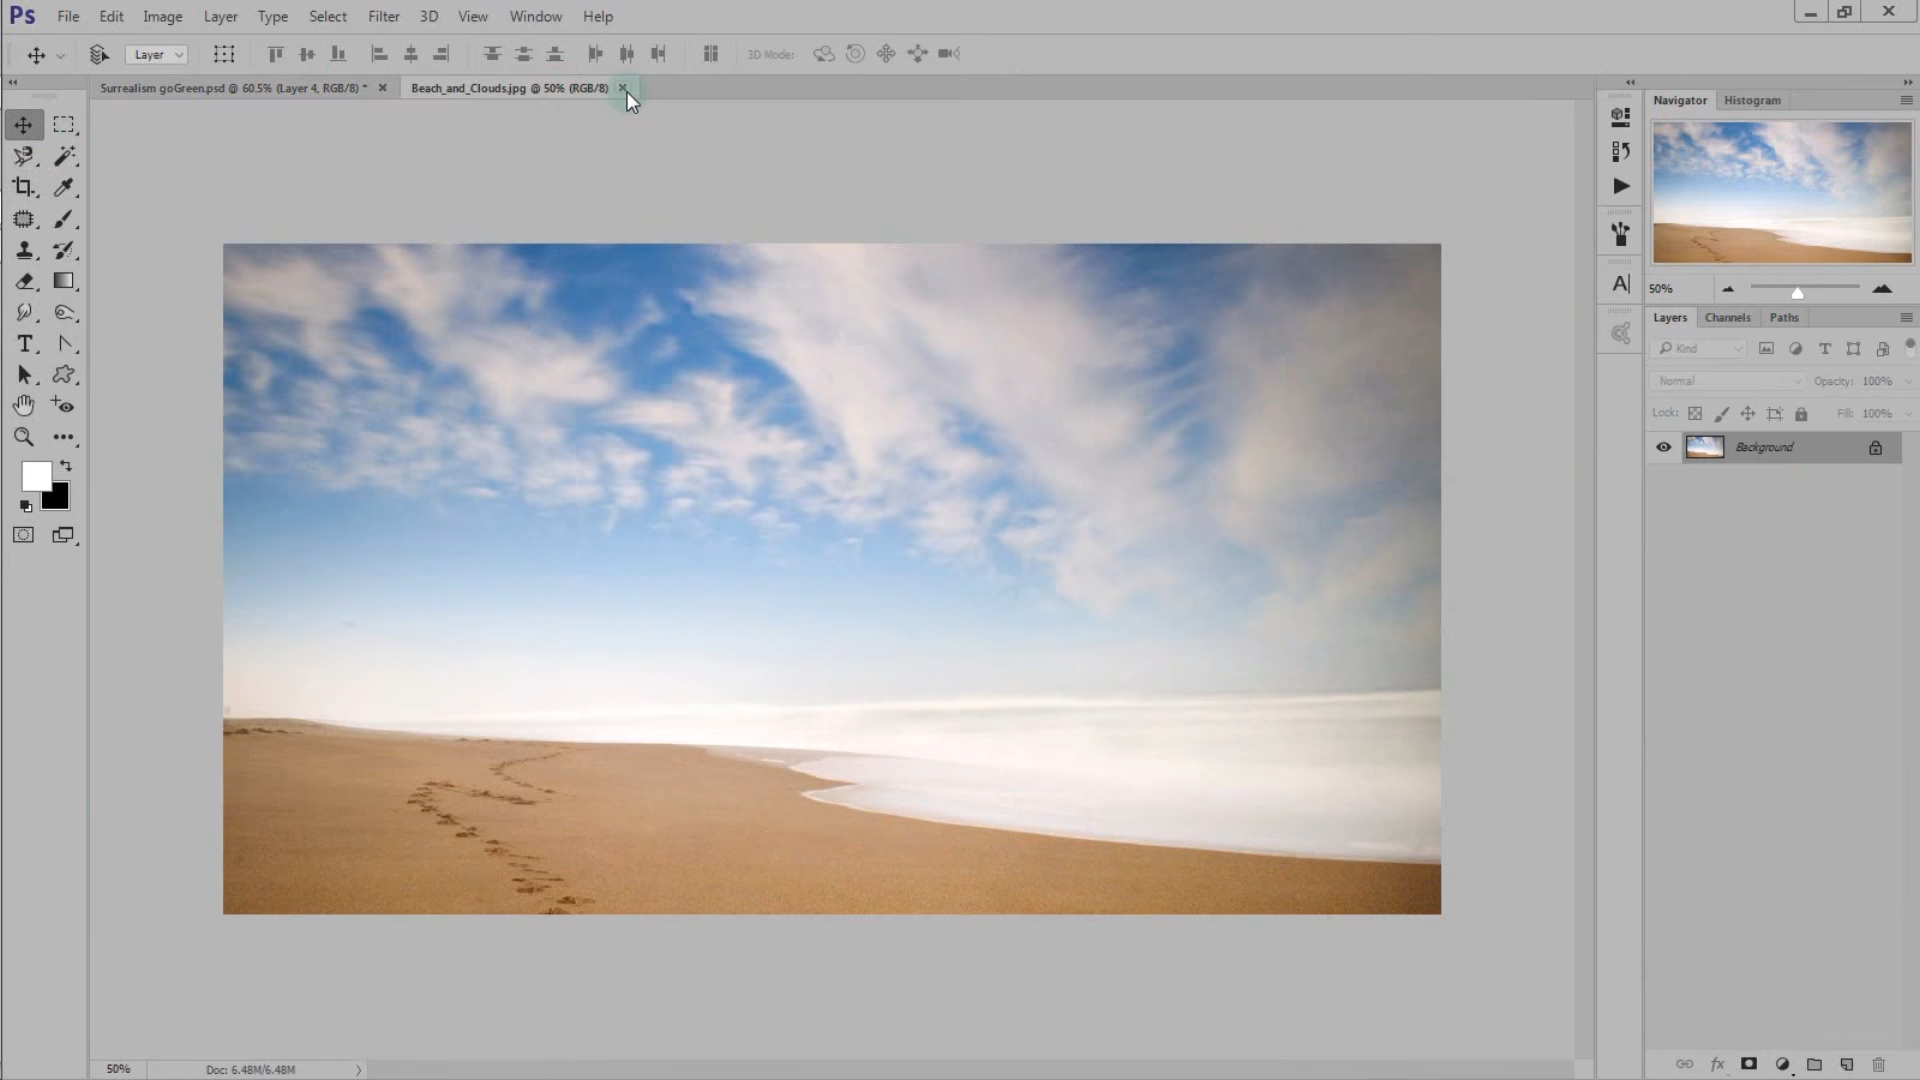 Ps File Edit Image Layer Type Select Filter 3D View Window Help
Layer 3D Mode:
Surrealism goGreen.psd @ 60.5% (Layer 4, RGB/8) * Beach_and_Clouds.jpg @ 50% (RGB/8)
Navigator Histogram
50%
Layers Channels Paths
Kind
Normal Opacity: 100%
Lock: Fill: 100%
Background
50% Doc: 6.48M/6.48M